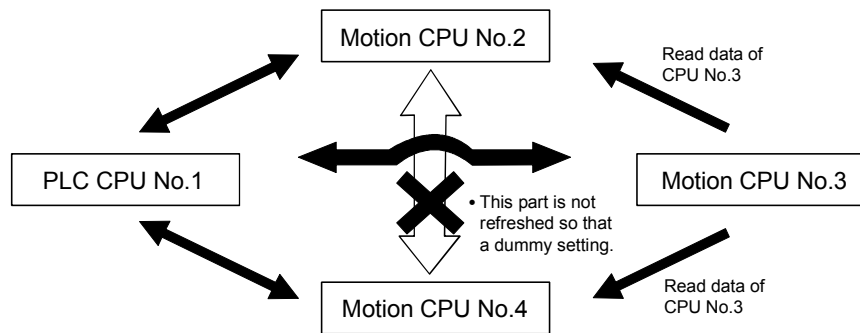 Motion CPU No.2
Read data of
CPU No.3
PLC CPU No.1
Motion CPU No.3
• This part is not
refreshed so that
a dummy setting.
Motion CPU No.4
Read data of
CPU No.3